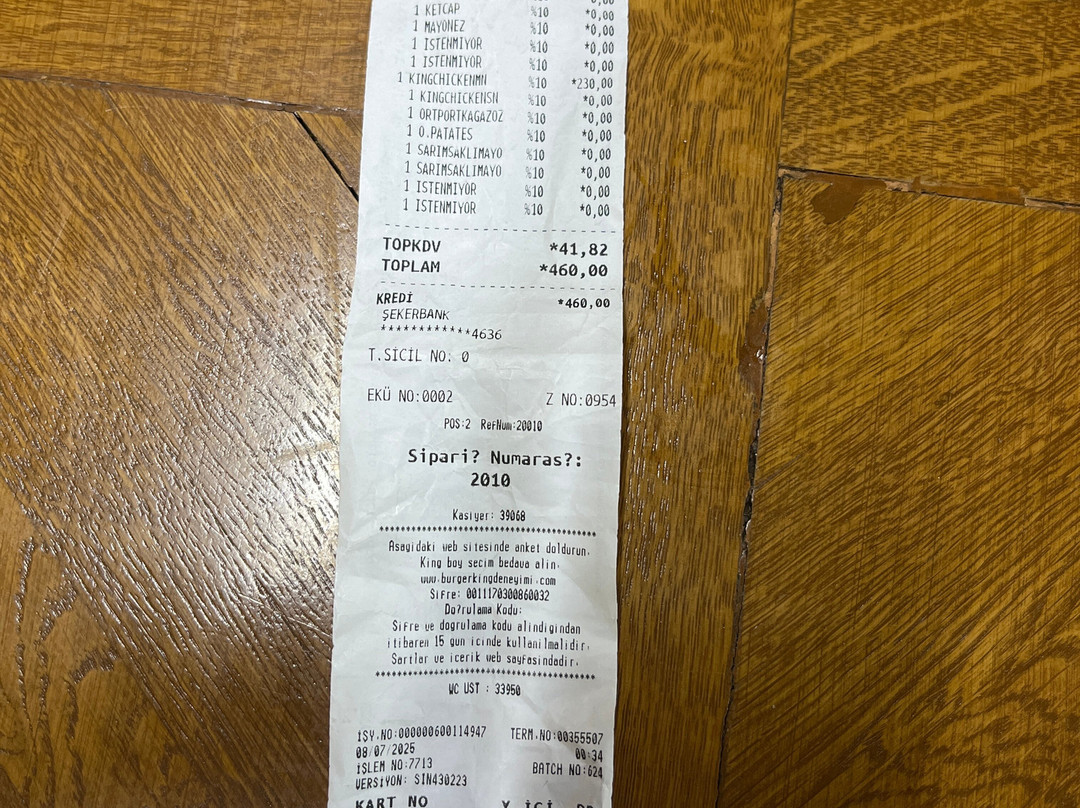 1 KETCAP %10 *0,00
1 MAYONEZ %10 *0,00
1 ISTENMIYOR %10 *0,00
1 ISTENMIYOR %10 *0,00
1 KINGCHICKENMN %10 *230,00
1 KINGCHICKENSN %10 *0,00
1 ORTPORTKAGAZOZ %10 *0,00
1 O.PATATES %10 *0,00
1 SARIMSAKLIMAYO %10 *0,00
1 SARIMSAKLIMAYO %10 *0,00
1 ISTENMIYOR %10 *0,00
1 ISTENMIYOR %10 *0,00
TOPKDV *41,82
TOPLAM *460,00
KREDİ *460,00
ŞEKERBANK
************4636
T.SİCİL NO: 0
EKÜ NO:0002 Z NO:0954
POS:2 RefNum:20010
Sipari? Numaras?:
2010
Kasiyer: 39068
Asagidaki web sitesinde anket doldurun.
King boy secim bedava alin.
www.burgerkingdeneyimi.com
Sifre: 0011170300860032
Do?rulama Kodu:
Sifre ve dogrulama kodu alindigindan
itibaren 15 gun icinde kullanilmalidir.
Sartlar ve icerik web sayfasindadir.
WC UST : 33950
İŞY.NO:000000600114947 TERM.NO:00355507
08/07/2025 00:34
İŞLEM NO:7713 BATCH NO:624
VERSİYON: SIN430223
KART NO